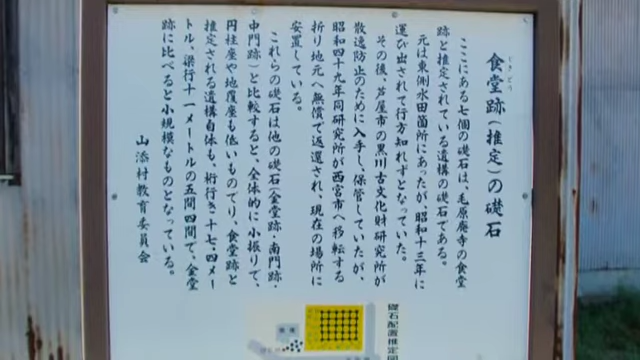 食堂跡(推定)の礎石
じきどう
ここにある七個の礎石は、毛原廃寺の食堂
跡と推定されている遺構の礎石である。
元は東側水田箇所にあったが、昭和十三年に
運び出されて行方知れずとなっていた。
その後、芦屋市の黒川古文化財研究所が
散逸防止のために入手し、保管していたが、
昭和四十九年同研究所が西宮市へ移転する
折り地元へ無償で返還され、現在の場所に
安置している。
これらの礎石は他の礎石(金堂跡・南門跡・
中門跡)と比較すると、全体的に小振りで、
円柱座や地覆座も低いものであり、食堂跡と
推定される遺構自体も、桁行き十七・四メー
トル、梁行十一メートルの五間四間で、金堂
跡に比べると小規模なものとなっている。
山添村教育委員会
礎石配置推定図